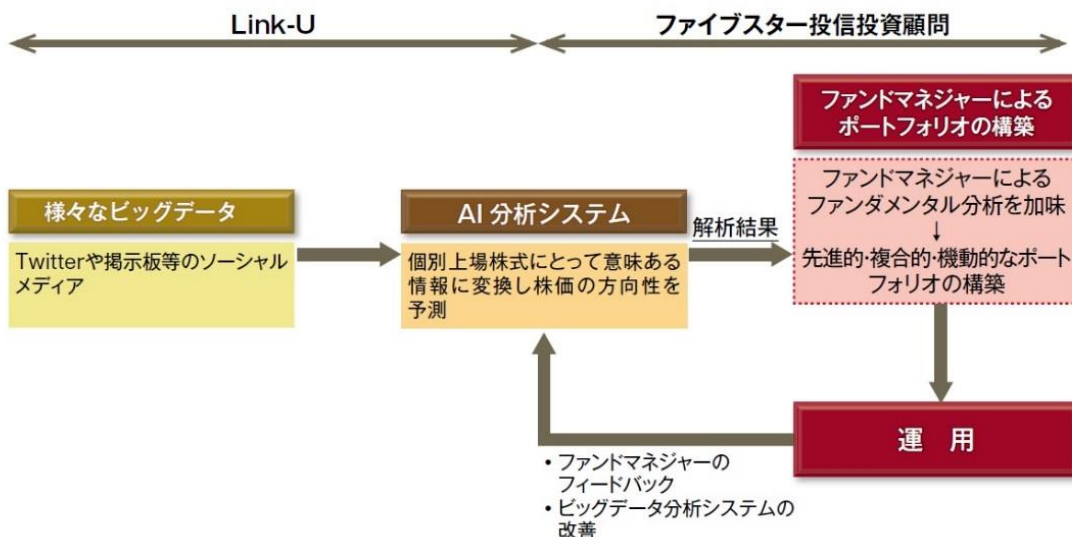 Link-U
ファイブスター投信投資顧問
ファンドマネジャーによる
ポートフォリオの構築
様々なビッグデータ
Twitterや掲示板等のソーシャル
メディア
AI 分析システム
個別上場株式にとって意味ある
情報に変換し株価の方向性を
予測
解析結果
ファンドマネジャーによる
ファンダメンタル分析を加味
↓
先進的・複合的・機動的なポート
フォリオの構築
運 用
• ファンドマネジャーの
フィードバック
• ビッグデータ分析システムの
改善